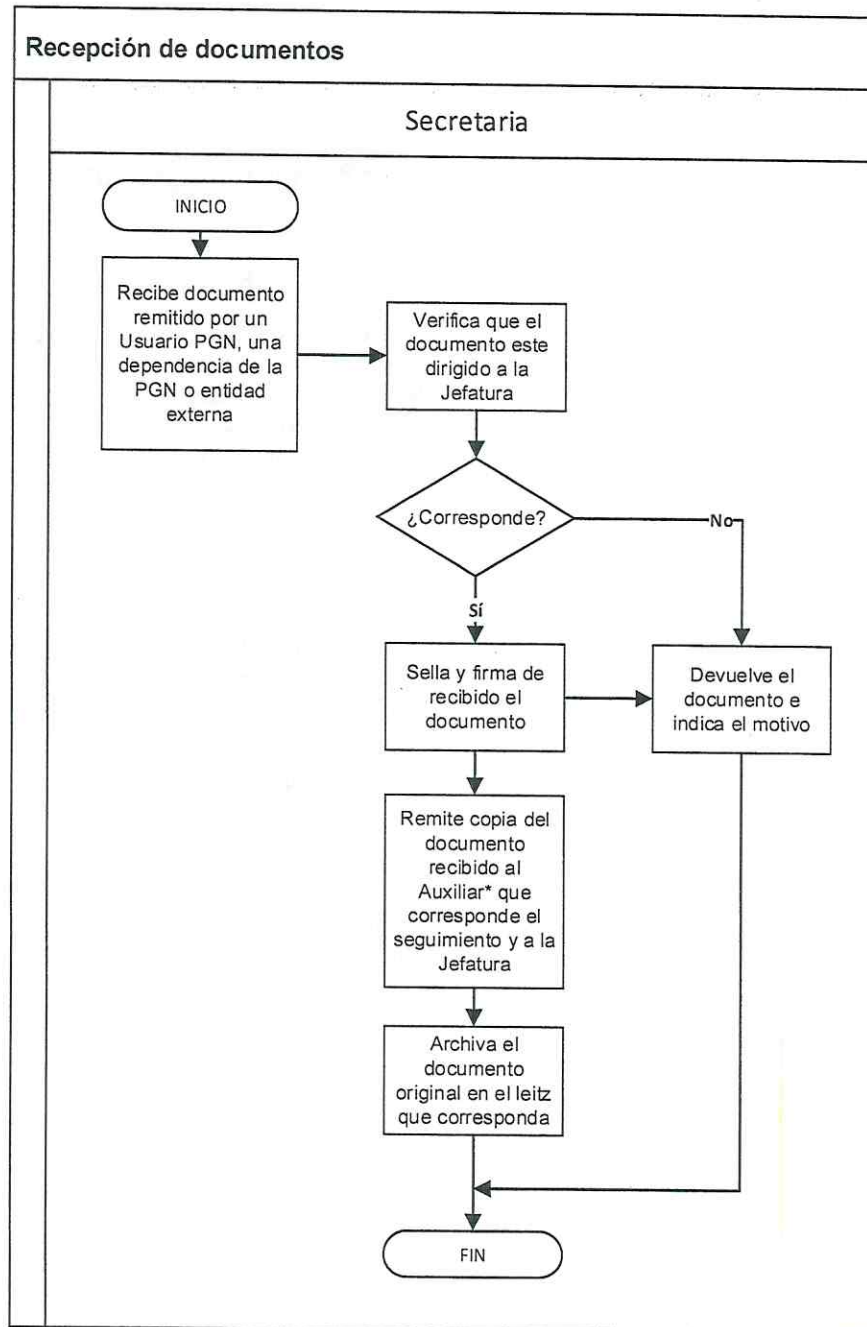 Recepción de documentos
Secretaria
INICIO
Recibe documento
remitido por un
Usuario PGN, una
dependencia de la
PGN o entidad
externa
Verifica que el
documento este
dirigido a la
Jefatura
¿Corresponde?
No
Sí
Sella y firma de
recibido el
documento
Devuelve el
documento e
indica el motivo
Remite copia del
documento
recibido al
Auxiliar* que
corresponde el
seguimiento y a la
Jefatura
Archiva el
documento
original en el leitz
que corresponda
FIN